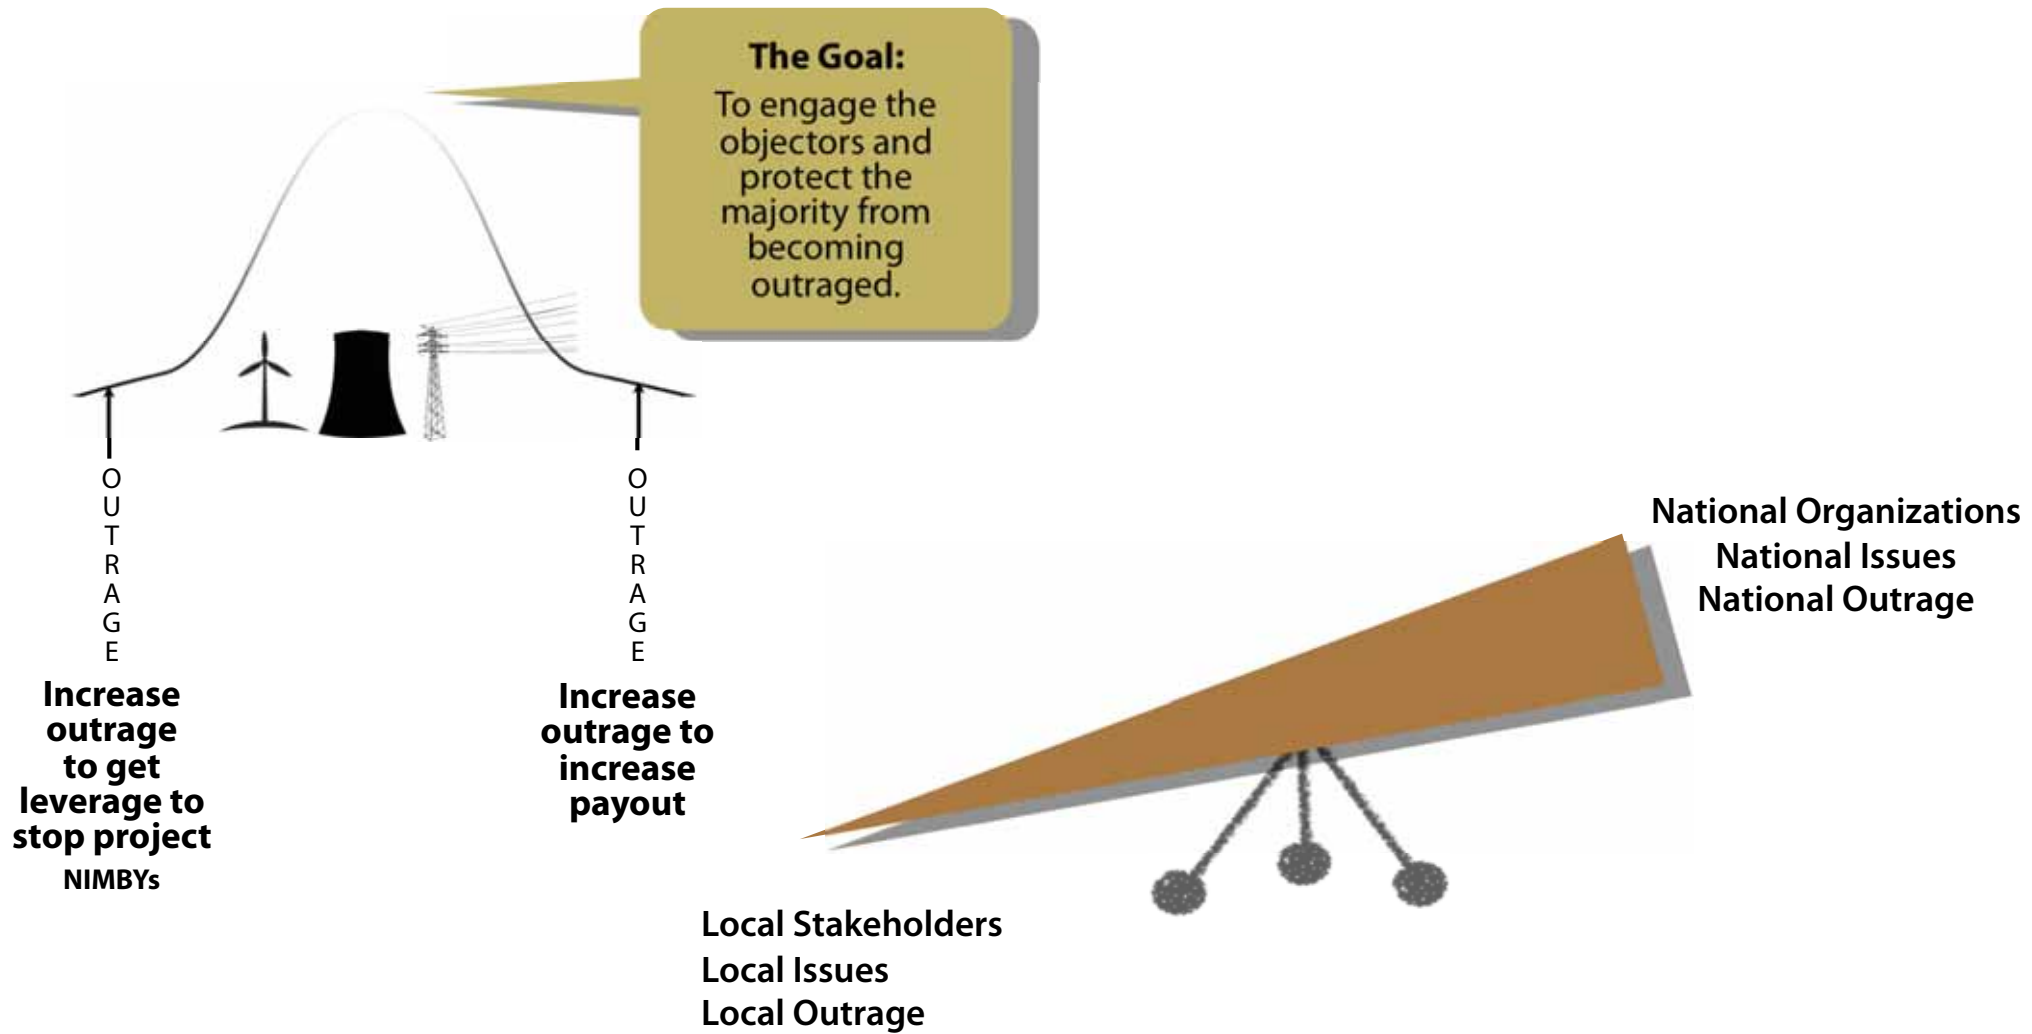 The Goal:
To engage the
objectors and
protect the
majority from
becoming
outraged.
O
U
T
R
A
G
E
Increase
outrage
to get
leverage to
stop project
NIMBYs
O
U
T
R
A
G
E
Increase
outrage to
increase
payout
National Organizations
National Issues
National Outrage
Local Stakeholders
Local Issues
Local Outrage